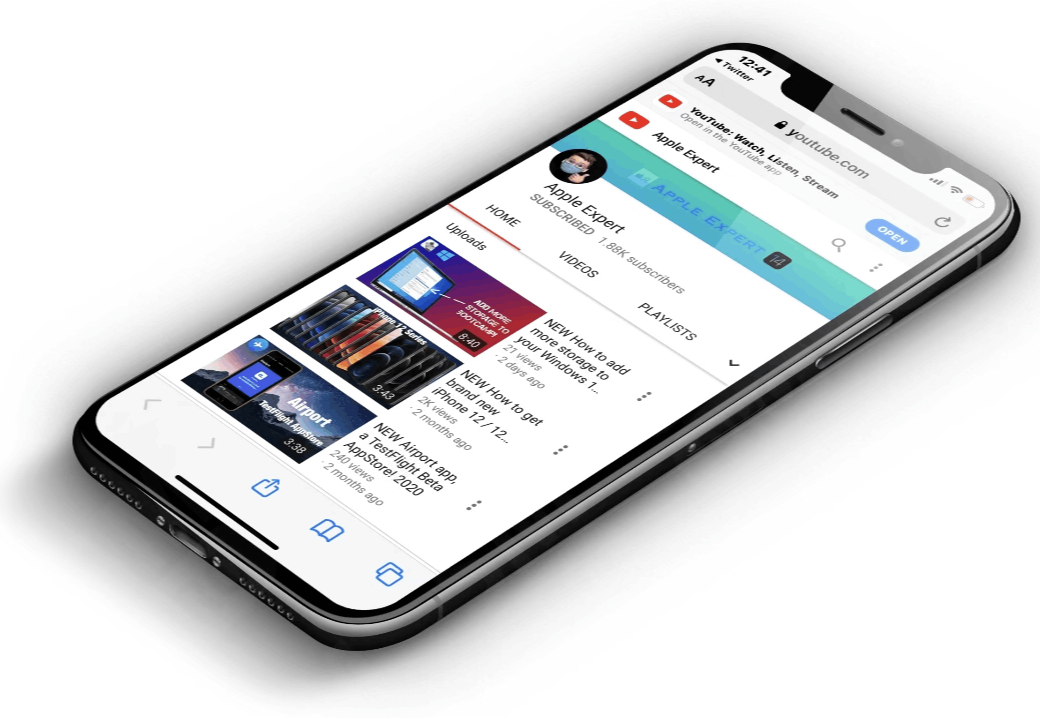 12:41
Twitter
AA
youtube.com
YouTube: Watch, Listen, Stream
Open in the YouTube app
OPEN
Apple Expert
APPLE EXPERT
14
Apple Expert
SUBSCRIBED 1.88K subscribers
HOME
VIDEOS
PLAYLISTS
Uploads
ADD MORE
STORAGE TO
BOOTCAMP!
8:40
NEW How to add
more storage to
your Windows 1...
21 views
· 2 days ago
iPhone 12 Series
3:43
NEW How to get
brand new
iPhone 12 / 12...
2K views
· 2 months ago
Airport
TestFlight AppStore
3:38
NEW Airport app,
a TestFlight Beta
AppStore! 2020
240 views
· 2 months ago